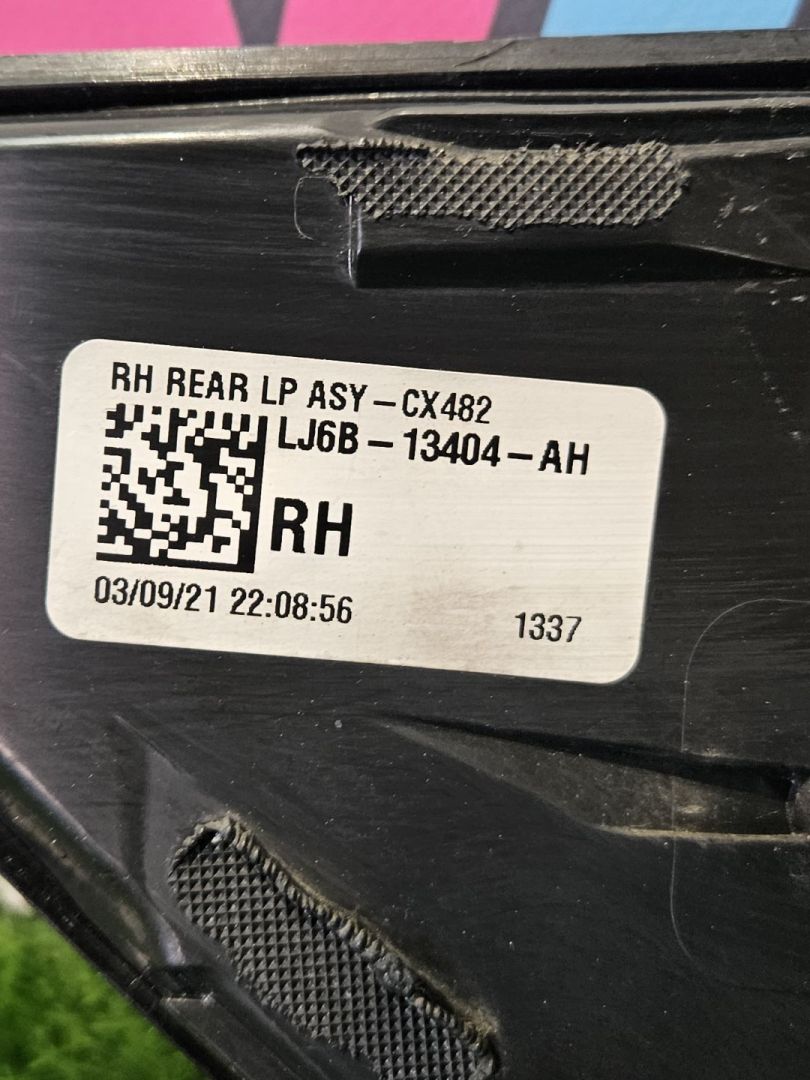 RH REAR LP ASY-CX482
LJ6B-13404-AH
RH
03/09/21 22:08:56
1337